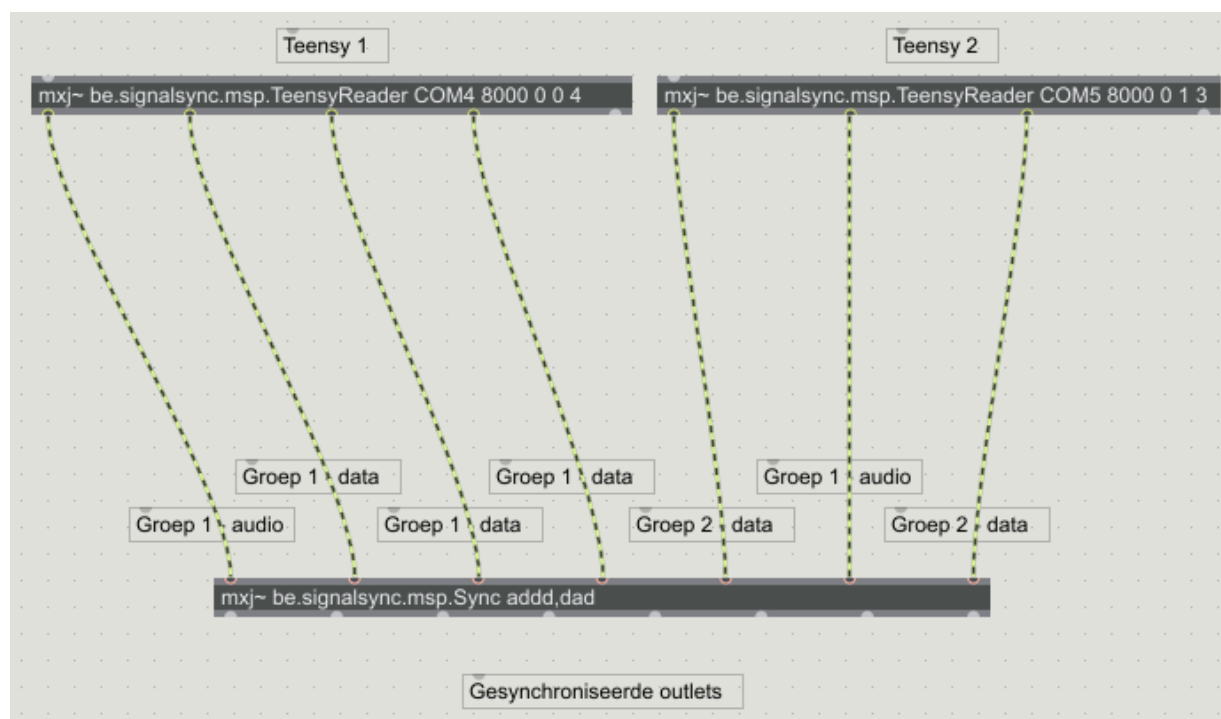 Teensy 1
Teensy 2
mxj~ be.signalsync.msp.TeensyReader COM4 8000 0 0 4
mxj~ be.signalsync.msp.TeensyReader COM5 8000 0 1 3
Groep 1 - data
Groep 1 - data
Groep 1 - audio
Groep 1 - audio
Groep 1 - data
Groep 2 - data
Groep 2 - data
mxj~ be.signalsync.msp.Sync addd,dad
Gesynchroniseerde outlets